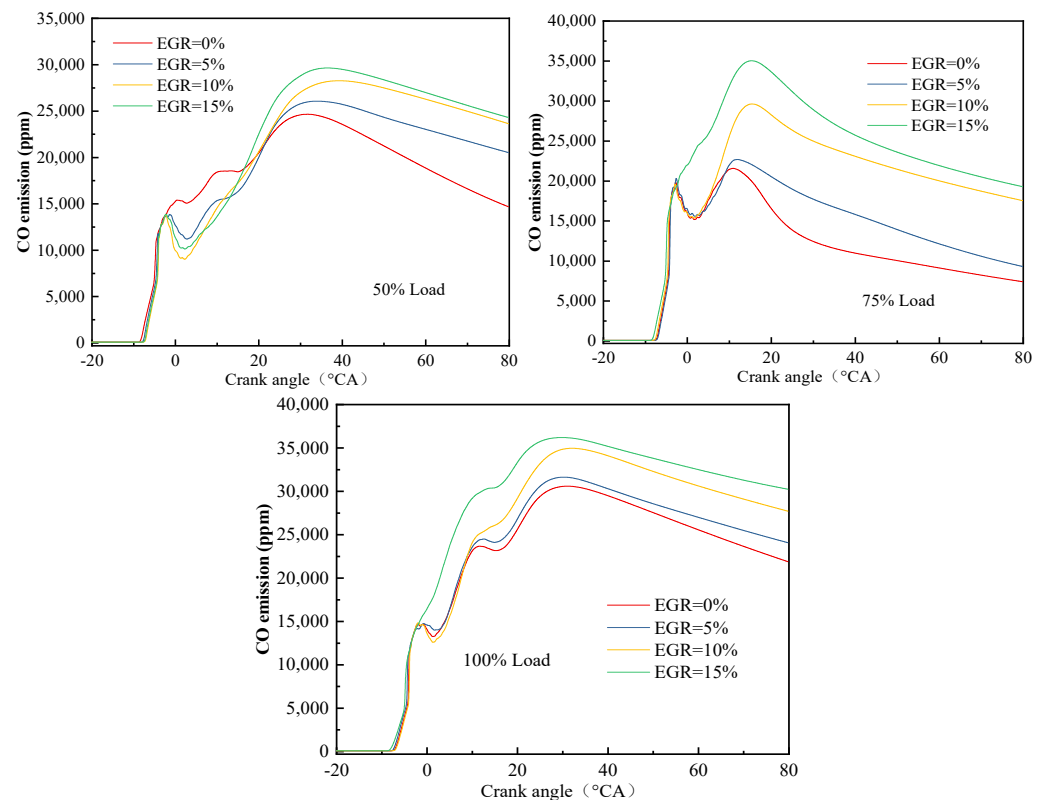 35,000
30,000
25,000
20,000
15,000
10,000
5,000
0
CO emission (ppm)
EGR=0%
EGR=5%
EGR=10%
EGR=15%
50% Load
-20 0 20 40 60 80
Crank angle（°CA）
40,000
35,000
30,000
25,000
20,000
15,000
10,000
5,000
0
CO emission (ppm)
EGR=0%
EGR=5%
EGR=10%
EGR=15%
75% Load
-20 0 20 40 60 80
Crank angle（°CA）
40,000
35,000
30,000
25,000
20,000
15,000
10,000
5,000
0
CO emission (ppm)
EGR=0%
EGR=5%
EGR=10%
EGR=15%
100% Load
-20 0 20 40 60 80
Crank angle（°CA）